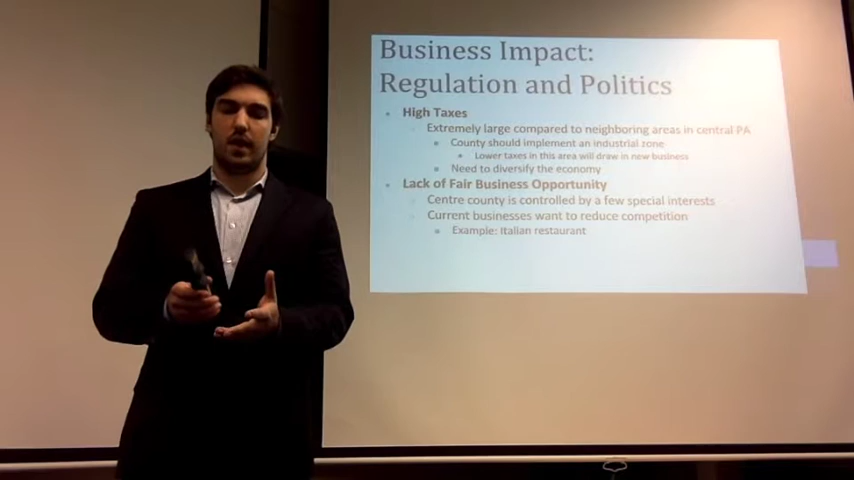 Business Impact:
Regulation and Politics
High Taxes
Extremely large compared to neighboring areas in central PA
County should implement an industrial zone
Lower taxes in this area will draw in new business
Need to diversify the economy
Lack of Fair Business Opportunity
Centre county is controlled by a few special interests
Current businesses want to reduce competition
Example: Italian restaurant